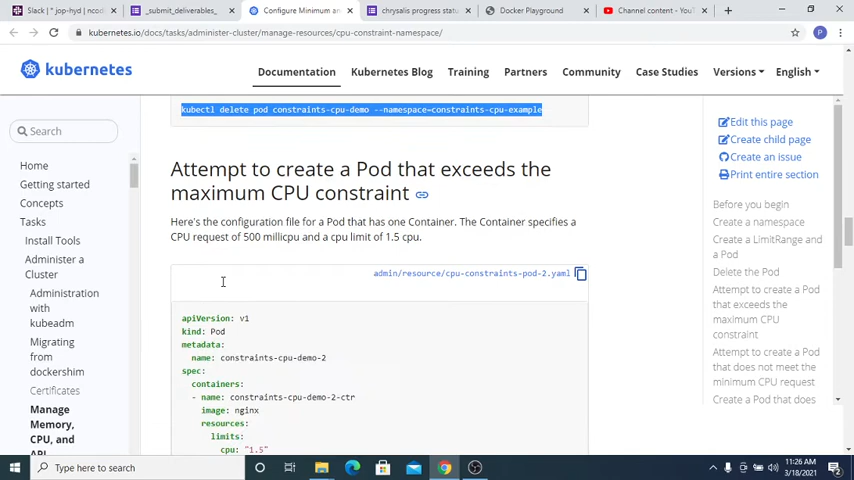 Slack | * jop-hyd | ncod
_submit_deliverables_
Configure Minimum an
chrysalis progress statu
Docker Playground
Channel content - YouT
kubernetes.io/docs/tasks/administer-cluster/manage-resources/cpu-constraint-namespace/
P
kubernetes
Documentation
Kubernetes Blog
Training
Partners
Community
Case Studies
Versions
English
kubectl delete pod constraints-cpu-demo --namespace=constraints-cpu-example
Search
Home
Getting started
Concepts
Tasks
Install Tools
Administer a
Cluster
Administration
with
kubeadm
Migrating
from
dockershim
Certificates
Manage
Memory,
CPU, and
API
Attempt to create a Pod that exceeds the
maximum CPU constraint
Here's the configuration file for a Pod that has one Container. The Container specifies a
CPU request of 500 millicpu and a cpu limit of 1.5 cpu.
admin/resource/cpu-constraints-pod-2.yaml
apiVersion: v1
kind: Pod
metadata:
name: constraints-cpu-demo-2
spec:
containers:
- name: constraints-cpu-demo-2-ctr
image: nginx
resources:
limits:
cpu: "1.5"
Edit this page
Create child page
Create an issue
Print entire section
Before you begin
Create a namespace
Create a LimitRange and
a Pod
Delete the Pod
Attempt to create a Pod
that exceeds the
maximum CPU
constraint
Attempt to create a Pod
that does not meet the
minimum CPU request
Create a Pod that does
Type here to search
11:26 AM
3/18/2021